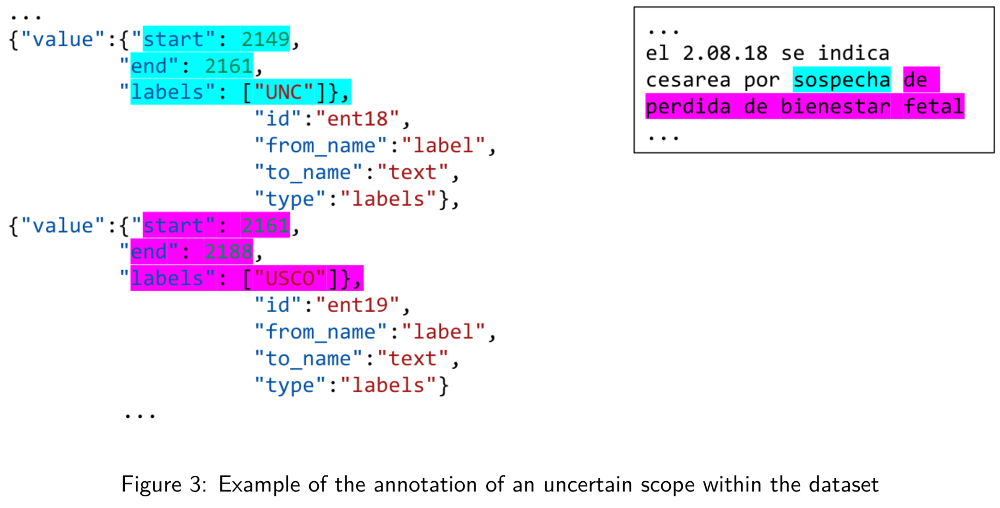 ...
{"value":{"start": 2149,
"end": 2161,
"labels": ["UNC"]},
"id":"ent18",
"from_name":"label",
"to_name":"text",
"type":"labels"},
{"value":{"start": 2161,
"end": 2188,
"labels": ["USCO"]},
"id":"ent19",
"from_name":"label",
"to_name":"text",
"type":"labels"}
...
...
el 2.08.18 se indica
cesarea por sospecha de
perdida de bienestar fetal
...
Figure 3: Example of the annotation of an uncertain scope within the dataset